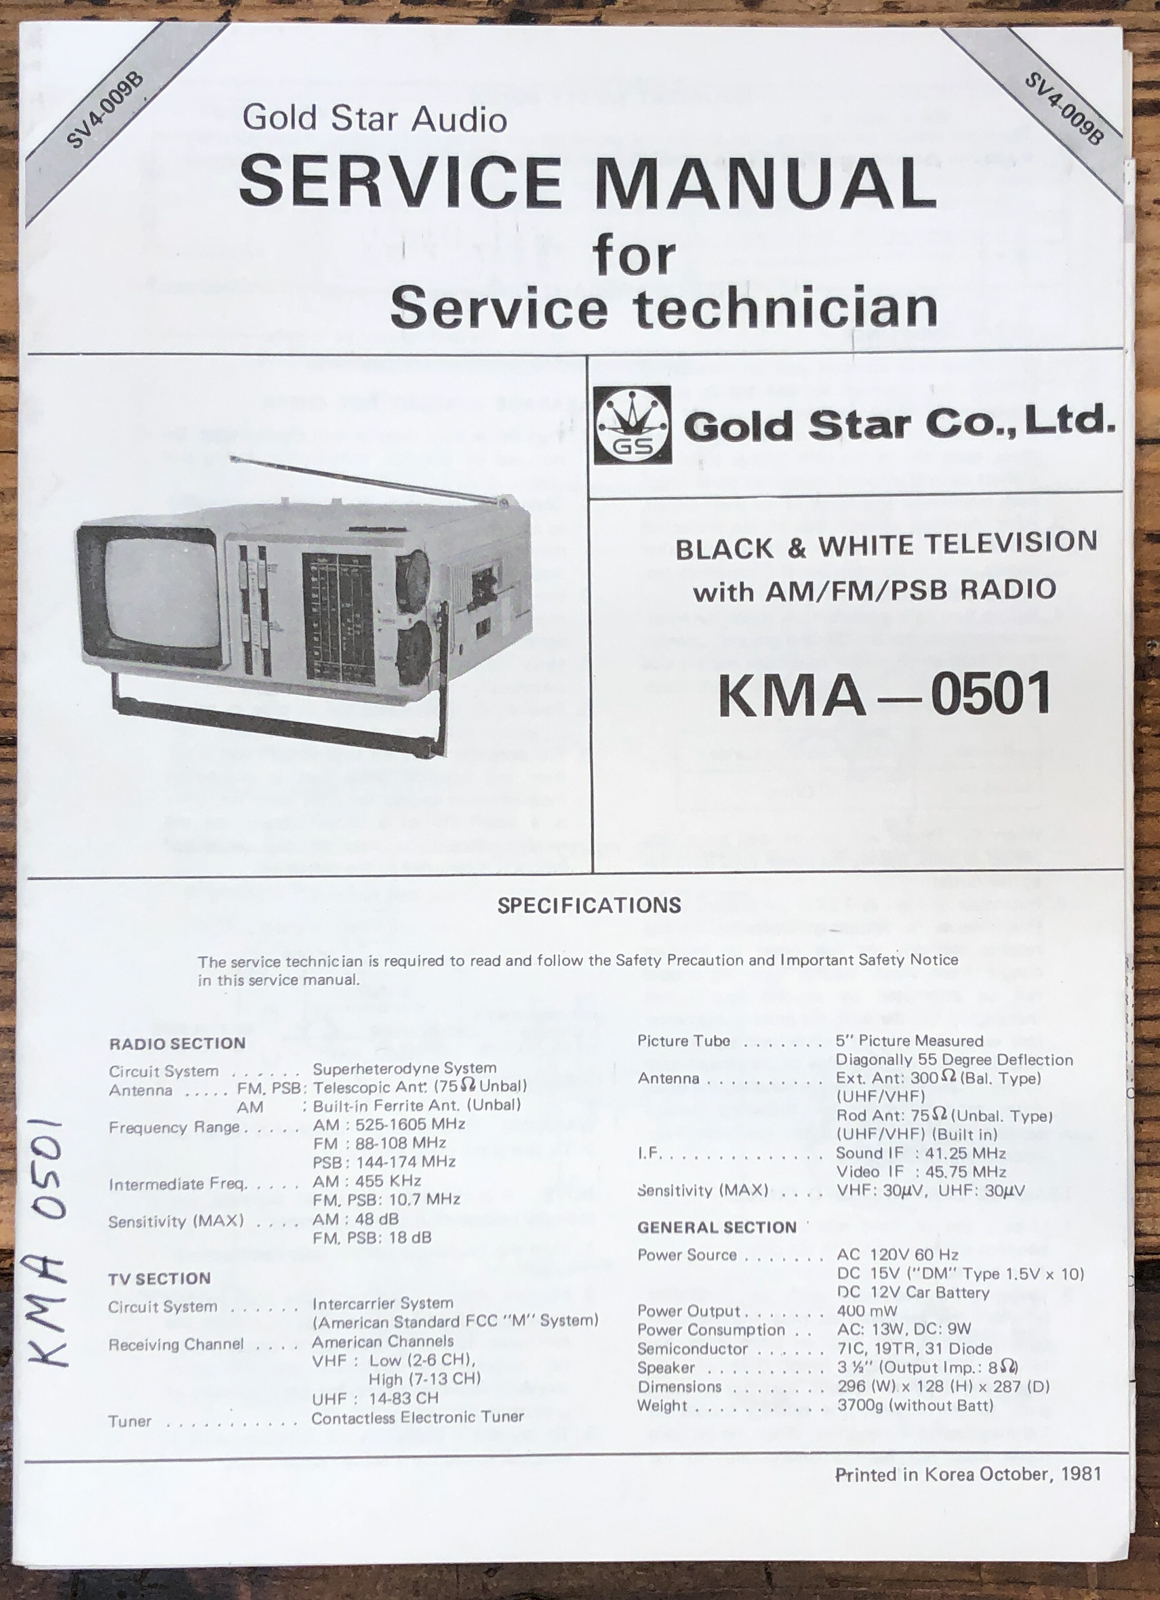 SV4-009B
SV4-009B
Gold Star Audio
SERVICE MANUAL
for
Service technician
GS
Gold Star Co., Ltd.
BLACK & WHITE TELEVISION
with AM/FM/PSB RADIO
KMA—0501
SPECIFICATIONS
The service technician is required to read and follow the Safety Precaution and Important Safety Notice
in this service manual.
RADIO SECTION
Circuit System . . . . . . Superheterodyne System
Antenna . . . . . FM, PSB: Telescopic Ant: (75Ω Unbal)
AM : Built-in Ferrite Ant. (Unbal)
Frequency Range . . . . . AM : 525-1605 MHz
FM : 88-108 MHz
PSB : 144-174 MHz
Intermediate Freq. . . . . AM : 455 KHz
FM, PSB: 10.7 MHz
Sensitivity (MAX) . . . . AM : 48 dB
FM, PSB: 18 dB
TV SECTION
Circuit System . . . . . . Intercarrier System
(American Standard FCC "M" System)
Receiving Channel . . . . American Channels
VHF : Low (2-6 CH),
High (7-13 CH)
UHF : 14-83 CH
Tuner . . . . . . . . . . . Contactless Electronic Tuner
Picture Tube . . . . . . . 5" Picture Measured
Diagonally 55 Degree Deflection
Antenna . . . . . . . . . . Ext. Ant: 300Ω (Bal. Type)
(UHF/VHF)
Rod Ant: 75Ω (Unbal. Type)
(UHF/VHF) (Built in)
I.F. . . . . . . . . . . . . . Sound IF : 41.25 MHz
Video IF : 45.75 MHz
Sensitivity (MAX) . . . . VHF: 30μV, UHF: 30μV
GENERAL SECTION
Power Source . . . . . . . AC 120V 60 Hz
DC 15V ("DM" Type 1.5V x 10)
DC 12V Car Battery
Power Output . . . . . . . 400 mW
Power Consumption . . AC: 13W, DC: 9W
Semiconductor . . . . . . 7IC, 19TR, 31 Diode
Speaker . . . . . . . . . . 3 ½" (Output Imp.: 8Ω)
Dimensions . . . . . . . . 296 (W) x 128 (H) x 287 (D)
Weight . . . . . . . . . . . 3700g (without Batt)
Printed in Korea October, 1981
KMA 0501